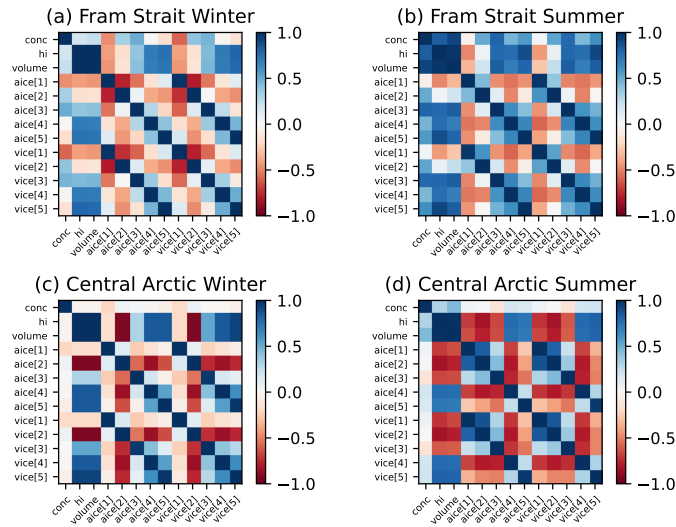 (a) Fram Strait Winter
conc
hi
volume
aice[1]
aice[2]
aice[3]
aice[4]
aice[5]
vice[1]
vice[2]
vice[3]
vice[4]
vice[5]
conc hi volume aice[1] aice[2] aice[3] aice[4] aice[5] vice[1] vice[2] vice[3] vice[4] vice[5]
1.0
0.5
0.0
−0.5
−1.0
(b) Fram Strait Summer
conc
hi
volume
aice[1]
aice[2]
aice[3]
aice[4]
aice[5]
vice[1]
vice[2]
vice[3]
vice[4]
vice[5]
conc hi volume aice[1] aice[2] aice[3] aice[4] aice[5] vice[1] vice[2] vice[3] vice[4] vice[5]
1.0
0.5
0.0
−0.5
−1.0
(c) Central Arctic Winter
conc
hi
volume
aice[1]
aice[2]
aice[3]
aice[4]
aice[5]
vice[1]
vice[2]
vice[3]
vice[4]
vice[5]
conc hi volume aice[1] aice[2] aice[3] aice[4] aice[5] vice[1] vice[2] vice[3] vice[4] vice[5]
1.0
0.5
0.0
−0.5
−1.0
(d) Central Arctic Summer
conc
hi
volume
aice[1]
aice[2]
aice[3]
aice[4]
aice[5]
vice[1]
vice[2]
vice[3]
vice[4]
vice[5]
conc hi volume aice[1] aice[2] aice[3] aice[4] aice[5] vice[1] vice[2] vice[3] vice[4] vice[5]
1.0
0.5
0.0
−0.5
−1.0